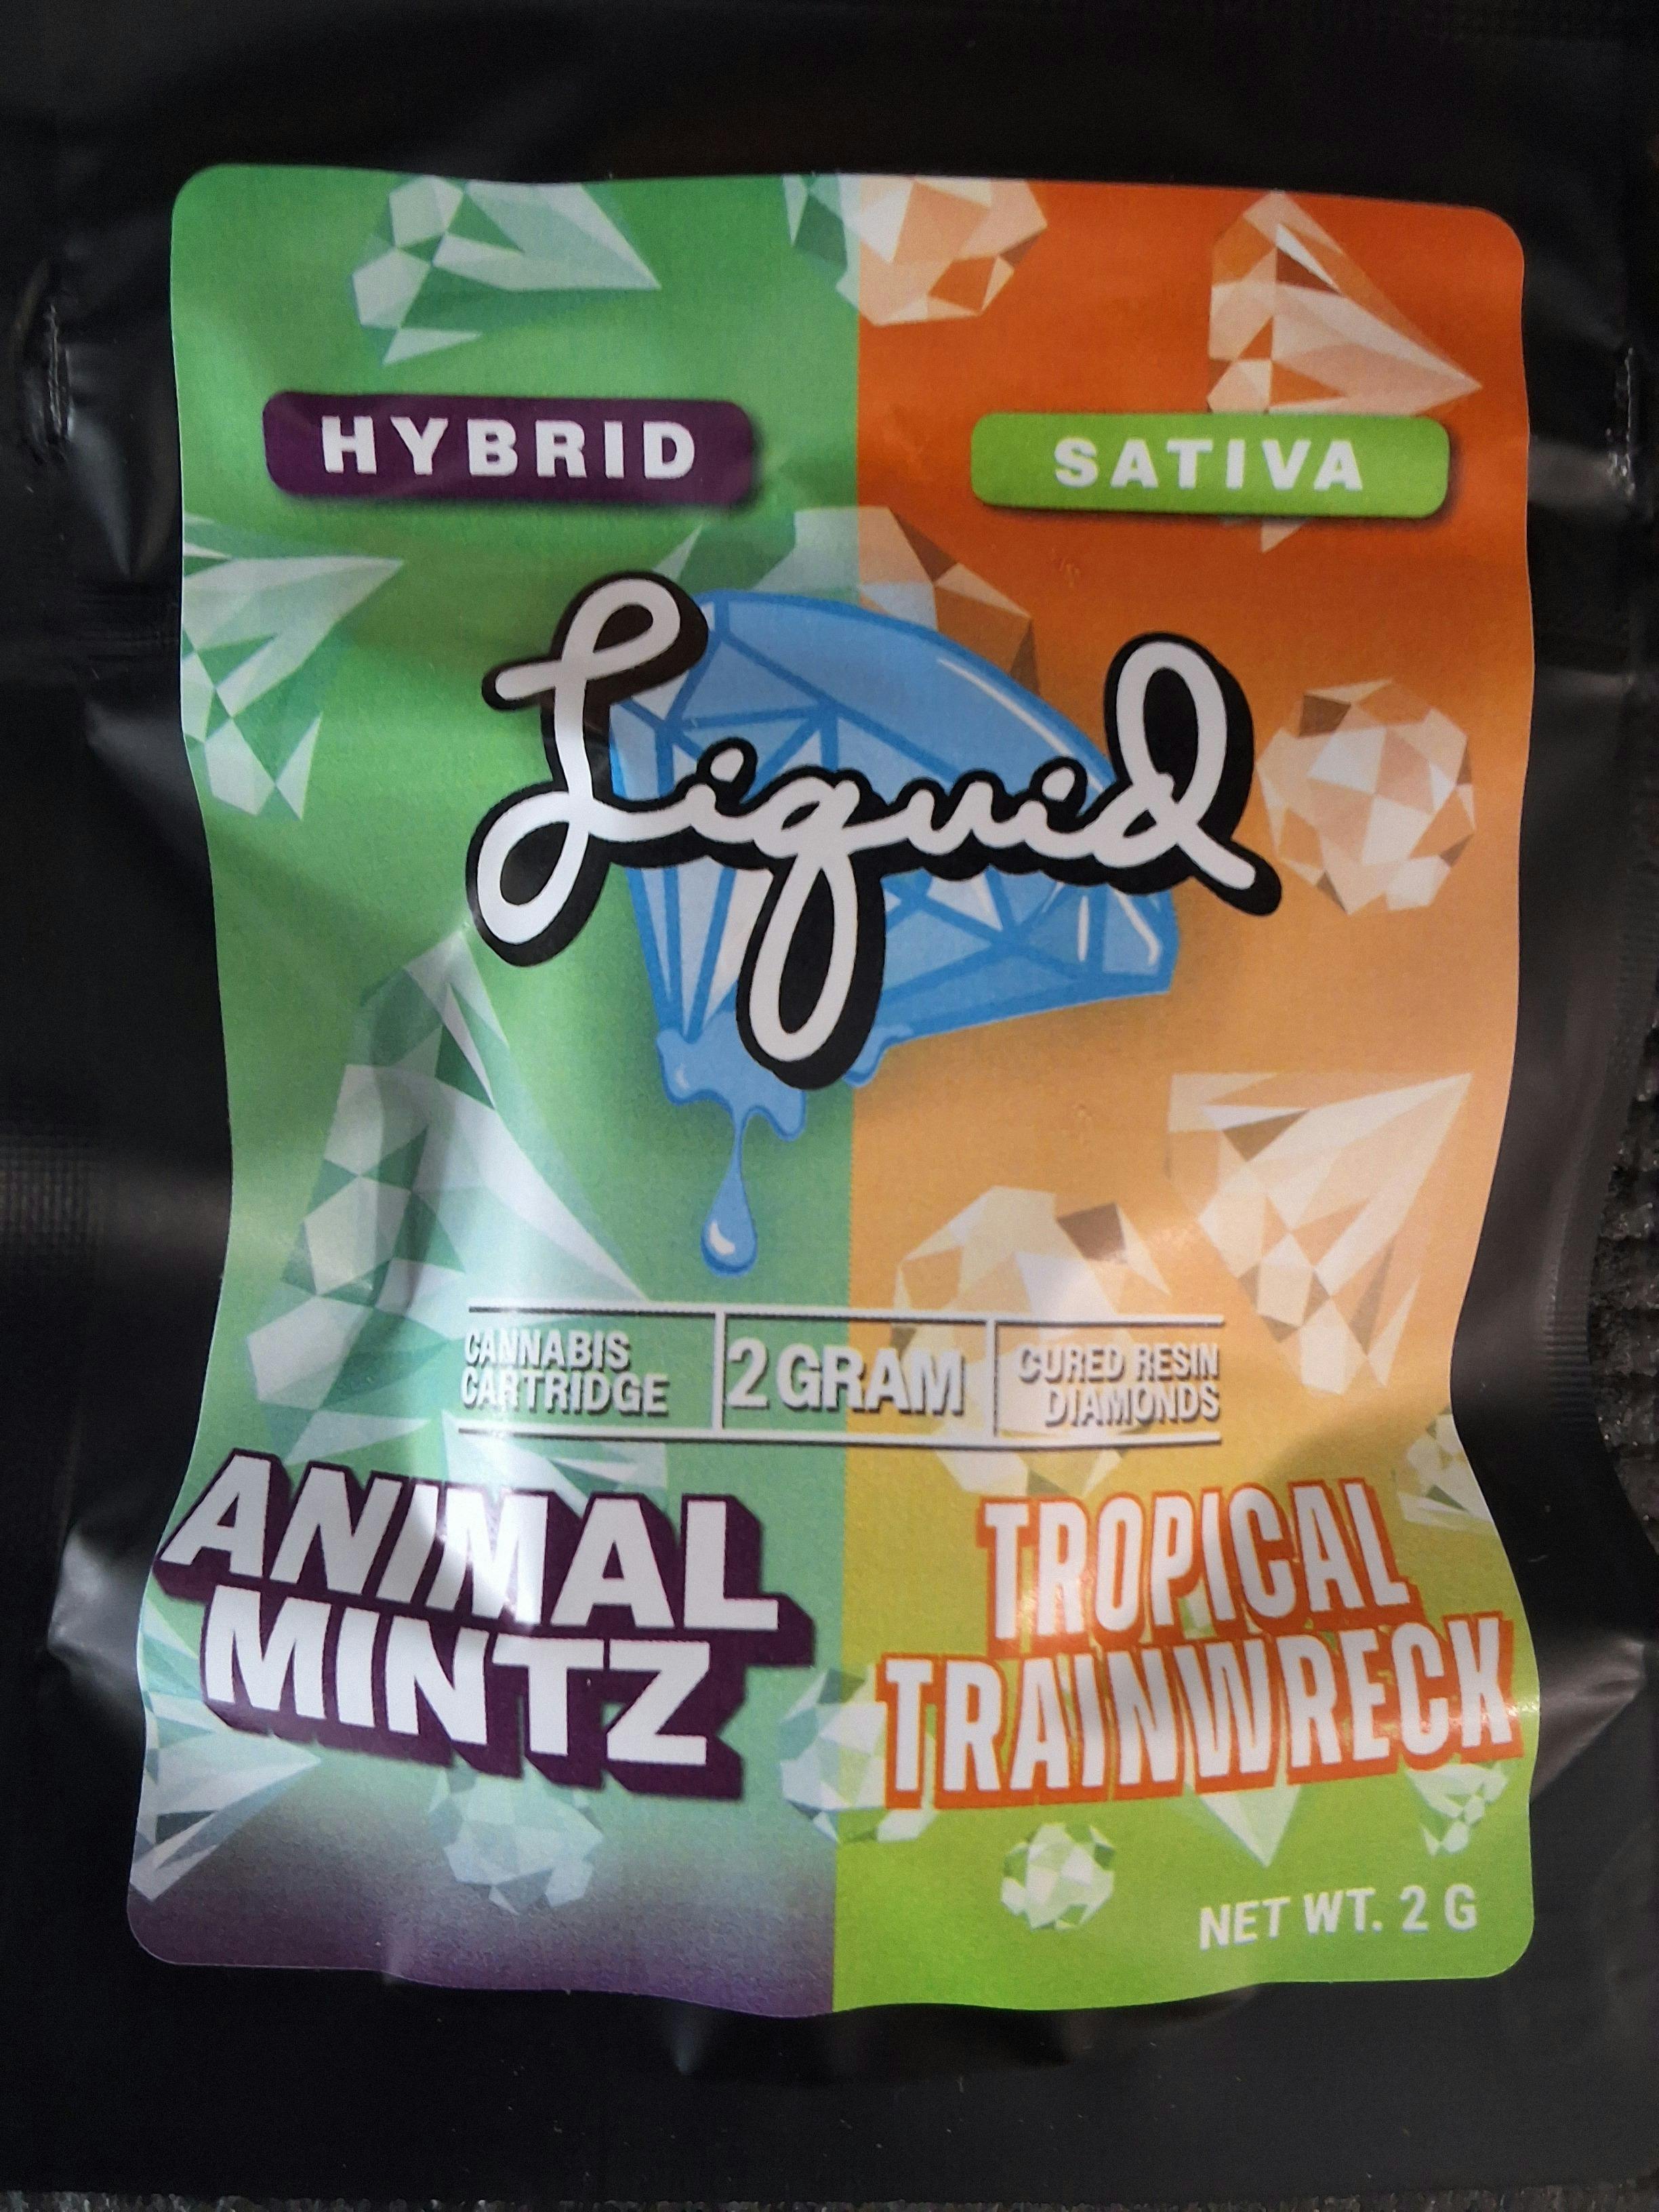 HYBRID
SATIVA
Liquid
CANNABIS
CARTRIDGE
2 GRAM
CURED RESIN
DIAMONDS
ANIMAL
MINTZ
TROPICAL
TRAINWRECK
NET WT. 2 G